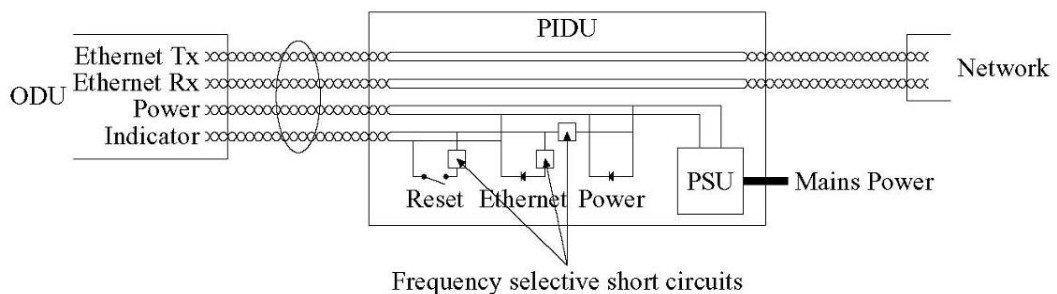 PIDU
Ethernet Tx
Ethernet Rx
Network
ODU
Power
Indicator
PSU
Mains Power
Reset Ethernet Power
Frequency selective short circuits